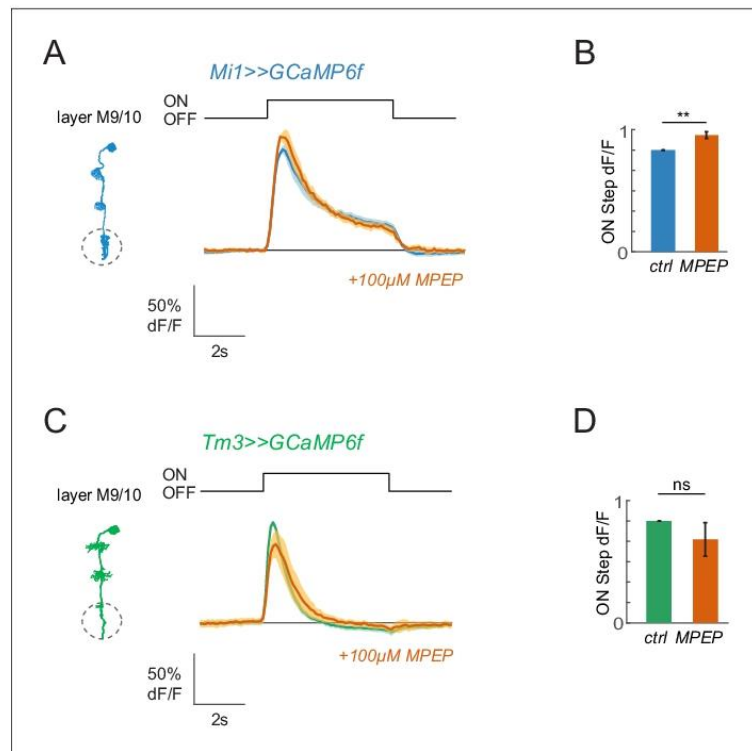 A
Mi1>>GCaMP6f
layer M9/10
ON
OFF
+100μM MPEP
50%
dF/F
2s
B
**
1
ON Step dF/F
0
ctrl MPEP
C
Tm3>>GCaMP6f
layer M9/10
ON
OFF
+100μM MPEP
50%
dF/F
2s
D
ns
1
ON Step dF/F
0
ctrl MPEP